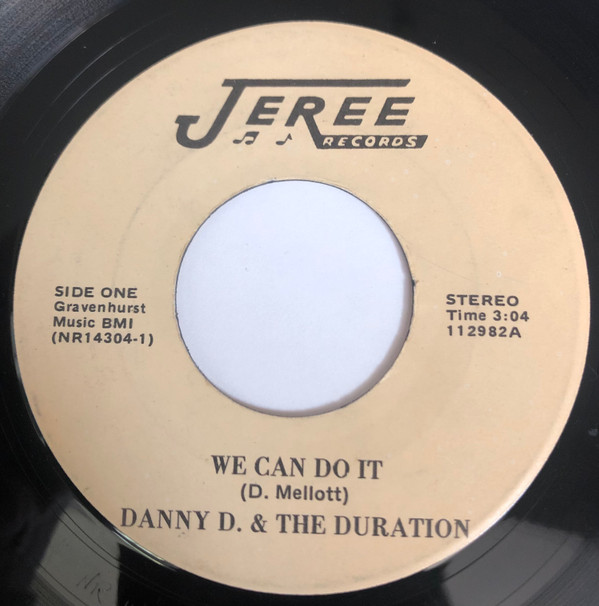 JEREE
RECORDS
SIDE ONE
Gravenhurst
Music BMI
(NR14304-1)
STEREO
Time 3:04
112982A
WE CAN DO IT
(D. Mellott)
DANNY D. & THE DURATION